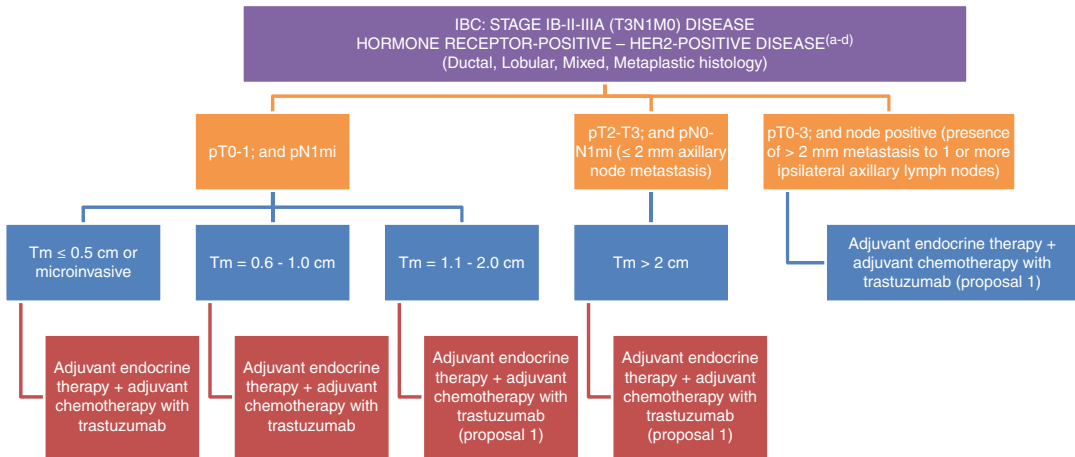 IBC: STAGE IB-II-IIIA (T3N1M0) DISEASE
HORMONE RECEPTOR-POSITIVE – HER2-POSITIVE DISEASE(a-d)
(Ductal, Lobular, Mixed, Metaplastic histology)
pT0-1; and pN1mi
pT2-T3; and pN0-
N1mi (≤ 2 mm axillary
node metastasis)
pT0-3; and node positive (presence
of > 2 mm metastasis to 1 or more
ipsilateral axillary lymph nodes)
Tm ≤ 0.5 cm or
microinvasive
Tm = 0.6 - 1.0 cm
Tm = 1.1 - 2.0 cm
Tm > 2 cm
Adjuvant endocrine therapy +
adjuvant chemotherapy with
trastuzumab (proposal 1)
Adjuvant endocrine
therapy + adjuvant
chemotherapy with
trastuzumab
Adjuvant endocrine
therapy + adjuvant
chemotherapy with
trastuzumab
Adjuvant endocrine
therapy + adjuvant
chemotherapy with
trastuzumab
(proposal 1)
Adjuvant endocrine
therapy + adjuvant
chemotherapy with
trastuzumab
(proposal 1)